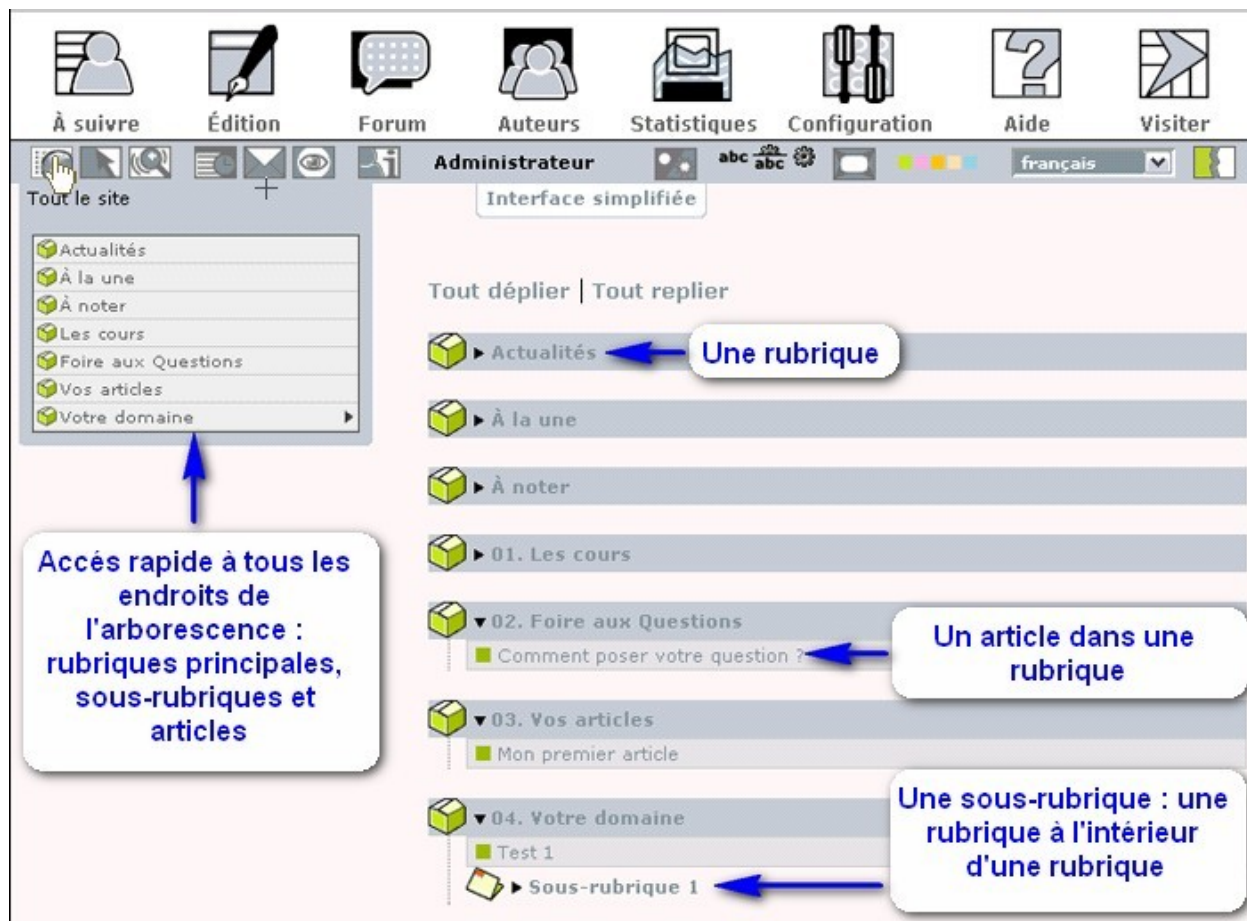 À suivre Édition Forum Auteurs Statistiques Configuration Aide Visiter
Administrateur abc abc français
Tout le site
Interface simplifiée
Actualités
À la une
À noter
Les cours
Foire aux Questions
Vos articles
Votre domaine
Tout déplier | Tout replier
Actualités
Une rubrique
À la une
À noter
01. Les cours
Accés rapide à tous les
endroits de
l'arborescence :
rubriques principales,
sous-rubriques et
articles
02. Foire aux Questions
Comment poser votre question ?
Un article dans une
rubrique
03. Vos articles
Mon premier article
04. Votre domaine
Test 1
Sous-rubrique 1
Une sous-rubrique : une
rubrique à l'intérieur
d'une rubrique